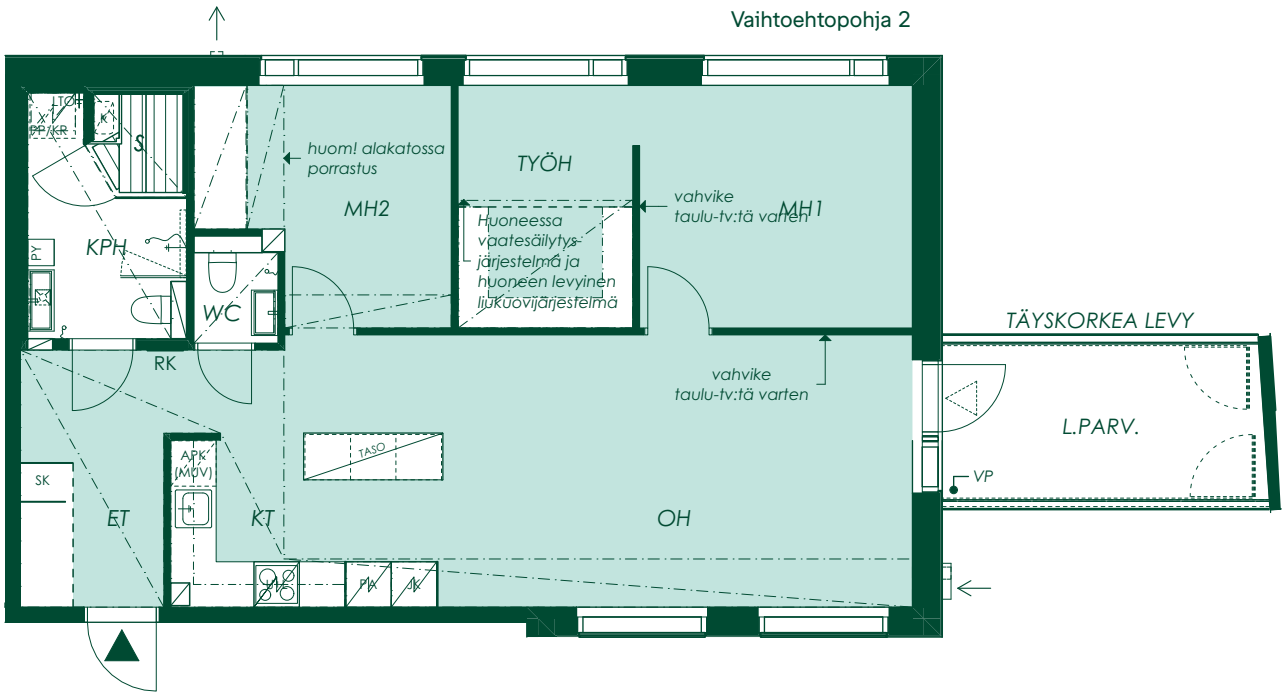 Vaihtoehtopohja 2
LTO
PP/KR
K
S
huom! alakatossa
porrastus
TYÖH
MH2
vahvike
taulu-tv:tä varten
MH1
Huoneessa
vaatesäilytys-
järjestelmä ja
huoneen levyinen
liukuovijärjestelmä
KPH
PY
WC
RK
TÄYSKORKEA LEVY
vahvike
taulu-tv:tä varten
L.PARV.
VP
APK
(MUV)
TASO
SK
ET
KT
OH
PA
JK